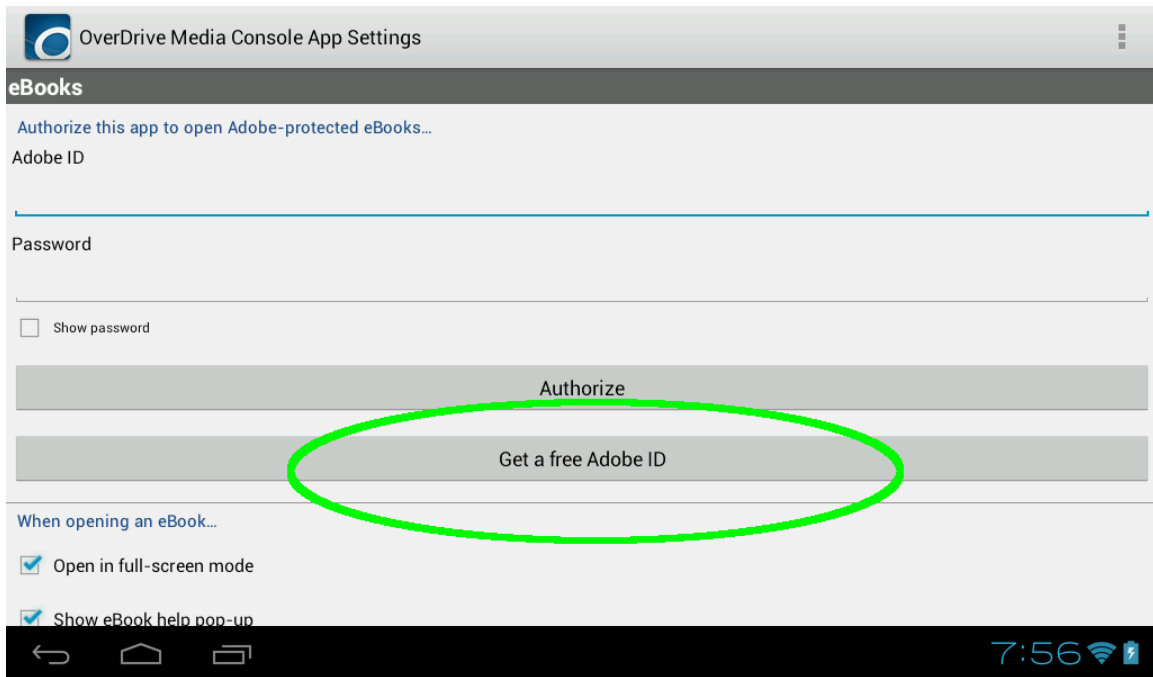 OverDrive Media Console App Settings
eBooks
Authorize this app to open Adobe-protected eBooks…
Adobe ID
Password
Show password
Authorize
Get a free Adobe ID
When opening an eBook…
Open in full-screen mode
Show eBook help pop-up
7:56